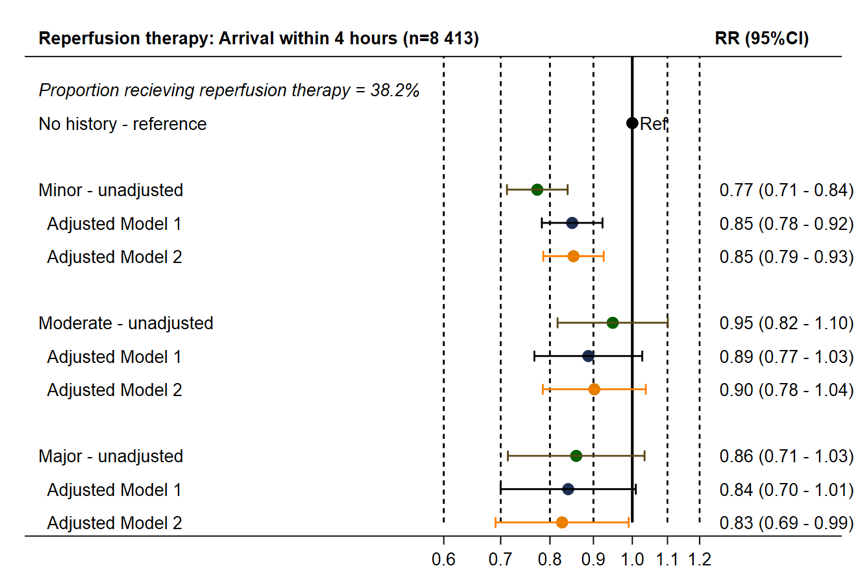 Reperfusion therapy: Arrival within 4 hours (n=8 413) RR (95%CI)
Proportion recieving reperfusion therapy = 38.2%
No history - reference Ref
Minor - unadjusted 0.77 (0.71 - 0.84)
Adjusted Model 1 0.85 (0.78 - 0.92)
Adjusted Model 2 0.85 (0.79 - 0.93)
Moderate - unadjusted 0.95 (0.82 - 1.10)
Adjusted Model 1 0.89 (0.77 - 1.03)
Adjusted Model 2 0.90 (0.78 - 1.04)
Major - unadjusted 0.86 (0.71 - 1.03)
Adjusted Model 1 0.84 (0.70 - 1.01)
Adjusted Model 2 0.83 (0.69 - 0.99)
0.6 0.7 0.8 0.9 1.0 1.1 1.2